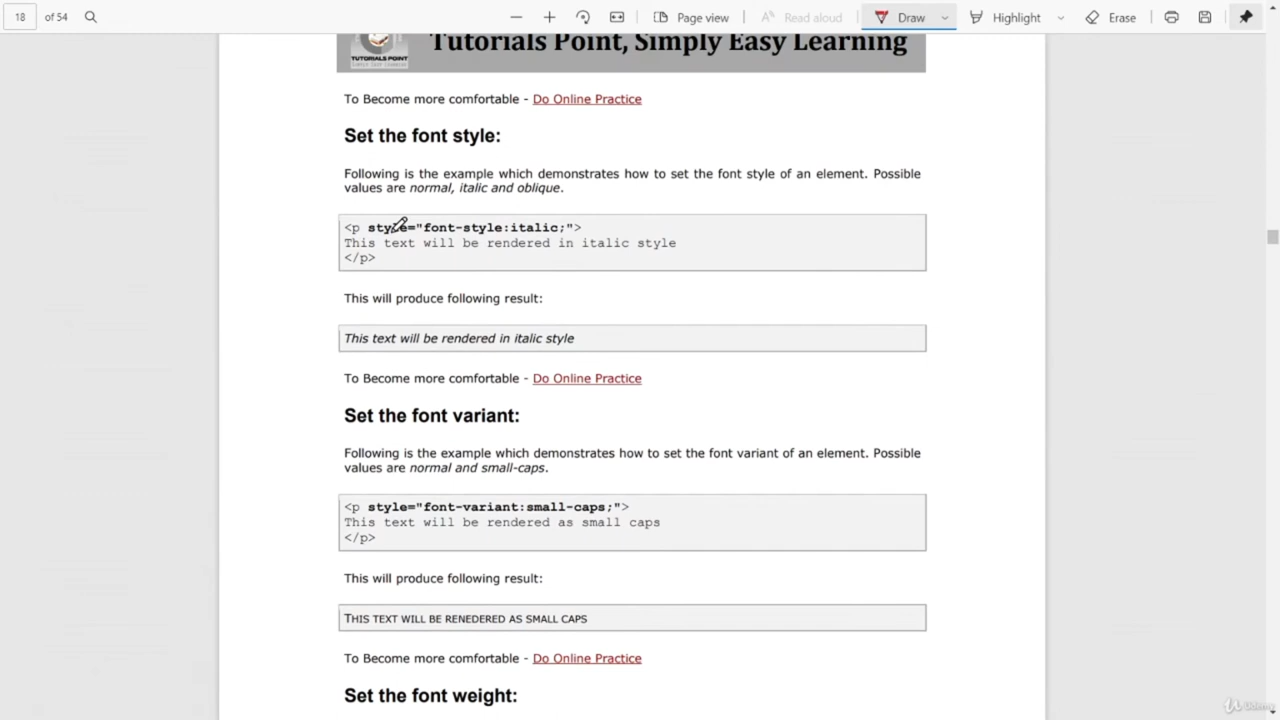 18 of 54 Page view Read aloud Draw Highlight Erase
TUTORIALS POINT
SIMPLY EASY LEARNING
Tutorials Point, Simply Easy Learning
To Become more comfortable - Do Online Practice
Set the font style:
Following is the example which demonstrates how to set the font style of an element. Possible
values are normal, italic and oblique.
<p style="font-style:italic;">
This text will be rendered in italic style
</p>
This will produce following result:
This text will be rendered in italic style
To Become more comfortable - Do Online Practice
Set the font variant:
Following is the example which demonstrates how to set the font variant of an element. Possible
values are normal and small-caps.
<p style="font-variant:small-caps;">
This text will be rendered as small caps
</p>
This will produce following result:
THIS TEXT WILL BE RENEDERED AS SMALL CAPS
To Become more comfortable - Do Online Practice
Set the font weight:
Udemy